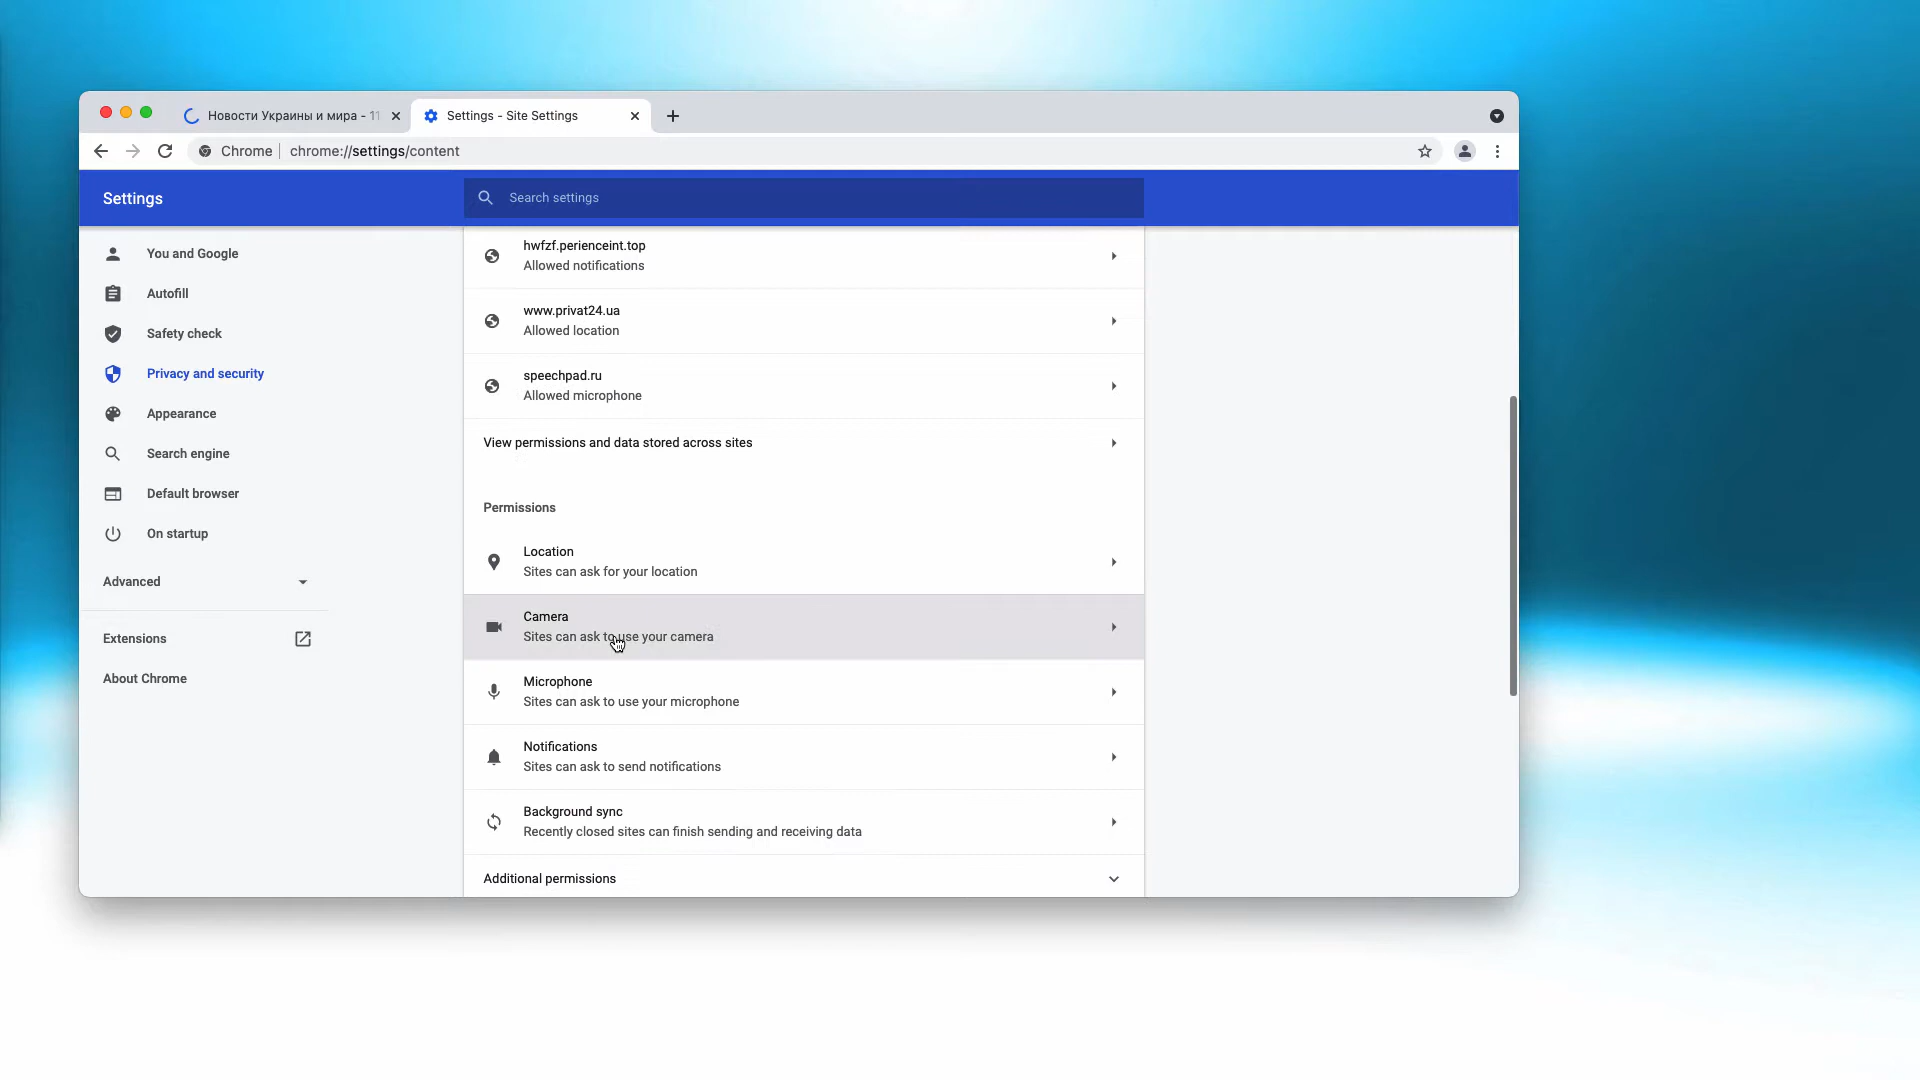 Новости Украины и мира - 11
Settings - Site Settings
Chrome
chrome://settings/content
Settings
Search settings
You and Google
Autofill
Safety check
Privacy and security
Appearance
Search engine
Default browser
On startup
Advanced
Extensions
About Chrome
hwfzf.perienceint.top
Allowed notifications
www.privat24.ua
Allowed location
speechpad.ru
Allowed microphone
View permissions and data stored across sites
Permissions
Location
Sites can ask for your location
Camera
Sites can ask to use your camera
Microphone
Sites can ask to use your microphone
Notifications
Sites can ask to send notifications
Background sync
Recently closed sites can finish sending and receiving data
Additional permissions